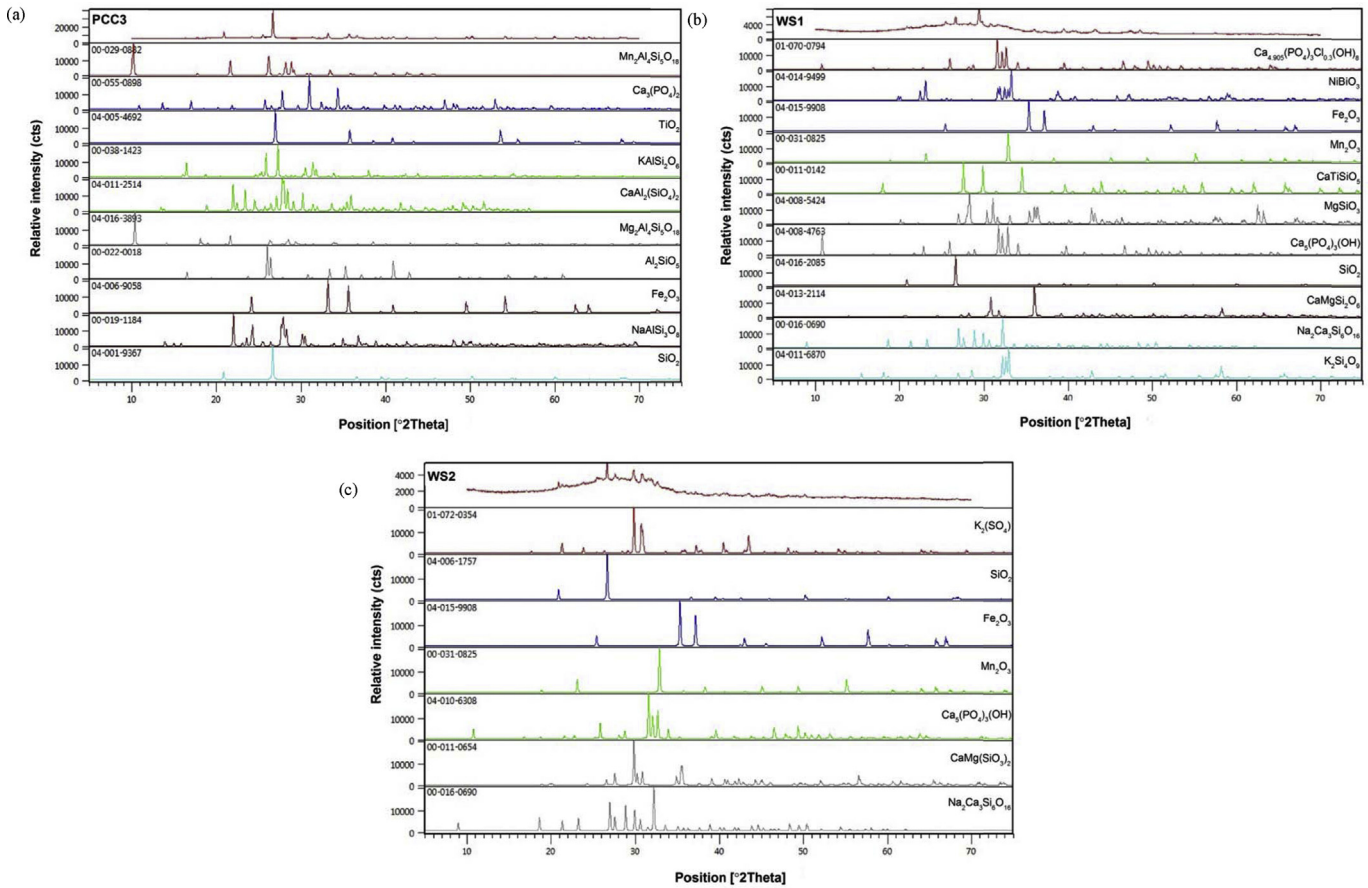 (a)
PCC3
20000
0
00-029-0882
10000
0
Mn₂Al₄Si₅O₁₈
00-055-0898
10000
0
Ca₃(PO₄)₂
04-005-4692
10000
0
TiO₂
00-038-1423
10000
0
KAlSi₂O₆
04-011-2514
10000
0
CaAl₂(SiO₄)₂
04-016-3893
10000
0
Mg₂Al₄Si₅O₁₈
00-022-0018
10000
0
Al₂SiO₅
04-006-9058
10000
0
Fe₂O₃
00-019-1184
10000
0
NaAlSi₃O₈
04-001-9367
10000
0
SiO₂
Relative intensity (cts)
10 20 30 40 50 60 70
Position [°2Theta]
(b)
WS1
4000
0
01-070-0794
10000
0
Ca₄.₉₀₅(PO₄)₃Cl₀.₃(OH)₈
04-014-9499
10000
0
NiBiO₃
04-015-9908
10000
0
Fe₂O₃
00-031-0825
10000
0
Mn₂O₃
00-011-0142
10000
0
CaTiSiO₅
04-008-5424
10000
0
MgSiO₃
04-008-4763
10000
0
Ca₅(PO₄)₃(OH)
04-016-2085
10000
0
SiO₂
04-013-2114
10000
0
CaMgSi₂O₆
00-016-0690
10000
0
Na₂Ca₃Si₆O₁₆
04-011-6870
10000
0
K₂Si₄O₉
Relative intensity (cts)
10 20 30 40 50 60 70
Position [°2Theta]
(c)
WS2
4000
2000
0
01-072-0354
10000
0
K₂(SO₄)
04-006-1757
10000
0
SiO₂
04-015-9908
10000
0
Fe₂O₃
00-031-0825
10000
0
Mn₂O₃
04-010-6308
10000
0
Ca₅(PO₄)₃(OH)
00-011-0654
10000
0
CaMg(SiO₃)₂
00-016-0690
10000
0
Na₂Ca₃Si₆O₁₆
Relative intensity (cts)
10 20 30 40 50 60 70
Position [°2Theta]